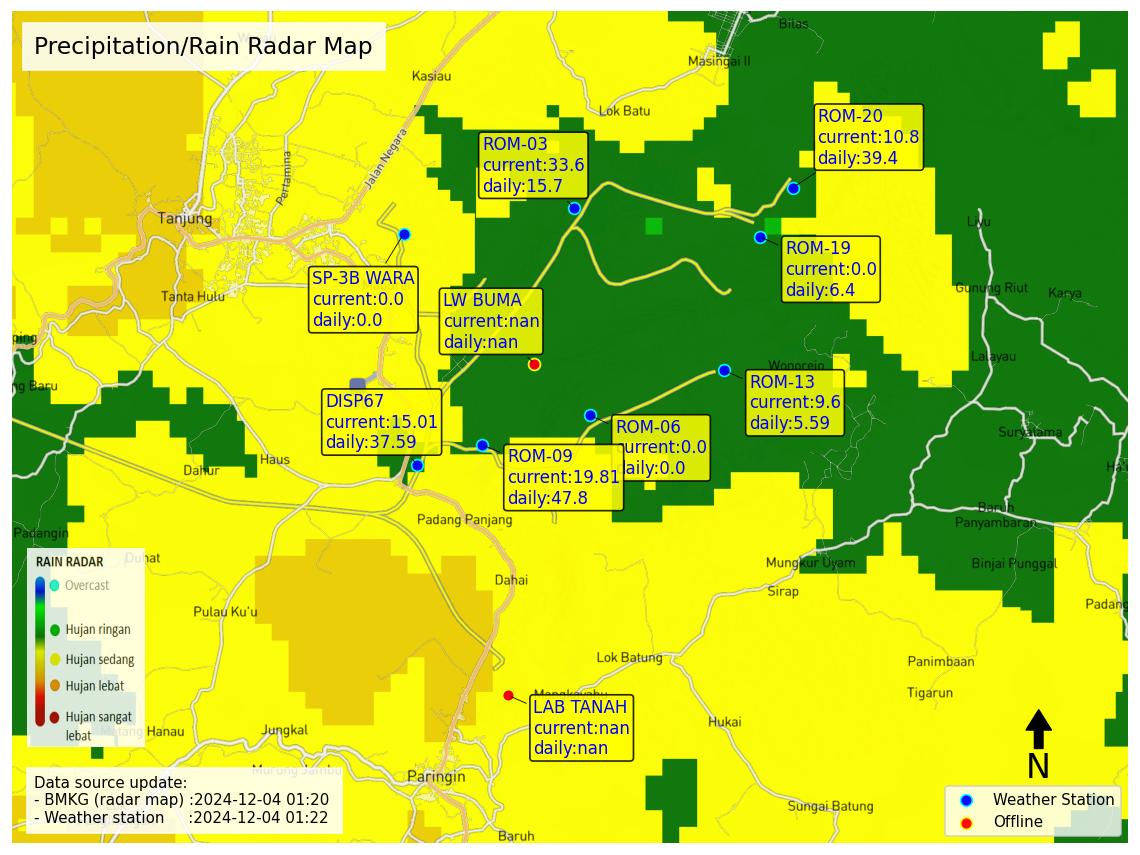 Precipitation/Rain Radar Map
Bilas
Masingai II
Kasiau
Lok Batu
Jalan Negara
Pertamina
Tanjung
Tanta Hulu
ROM-20
current:10.8
daily:39.4
ROM-03
current:33.6
daily:15.7
ROM-19
current:0.0
daily:6.4
SP-3B WARA
current:0.0
daily:0.0
LW BUMA
current:nan
daily:nan
Liyu
Gunung Riut
Karya
Lalayau
Wonorejo
ping
ng Baru
ROM-13
current:9.6
daily:5.59
DISP67
current:15.01
daily:37.59
ROM-06
current:0.0
daily:0.0
ROM-09
current:19.81
daily:47.8
Suryatama
Haus
Dahur
Padang Panjang
Baruh
Panyambaran
Padangin
Mungkur Uyam
Binjai Punggal
Dahai
Sirap
Padang
Pulau Ku'u
Lok Batung
Panimbaan
Tigarun
RAIN RADAR
Overcast
Hujan ringan
Hujan sedang
Hujan lebat
Hujan sangat
lebat
LAB TANAH
current:nan
daily:nan
Hukai
Jungkal
Murung Jambu
Paringin
Sungai Batung
Baruh
N
Data source update:
- BMKG (radar map) :2024-12-04 01:20
- Weather station :2024-12-04 01:22
Weather Station
Offline